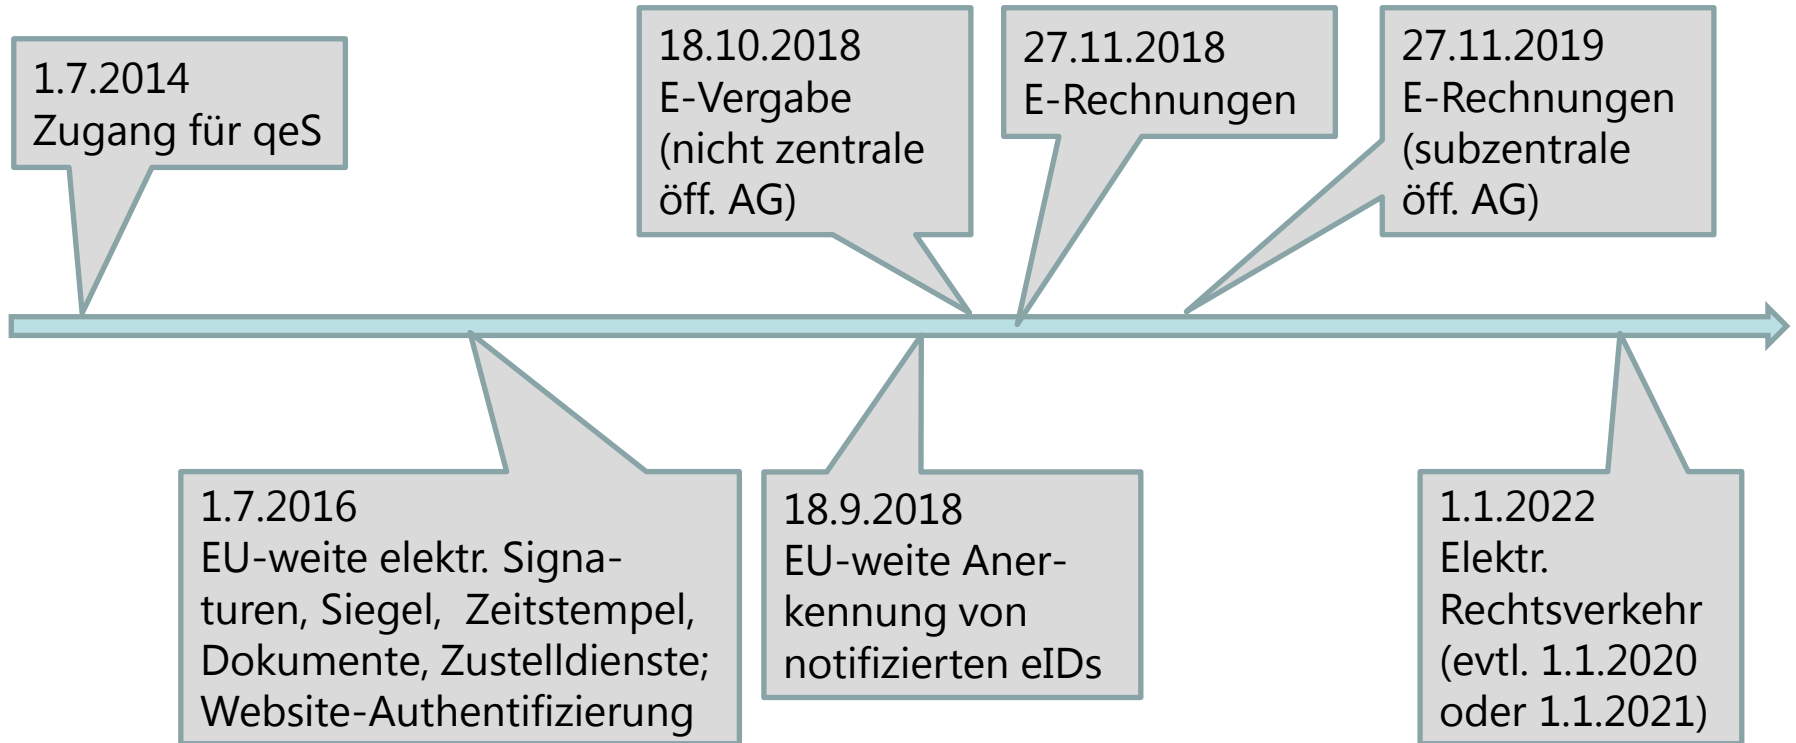 1.7.2014
Zugang für qeS
18.10.2018
E-Vergabe
(nicht zentrale
öff. AG)
27.11.2018
E-Rechnungen
27.11.2019
E-Rechnungen
(subzentrale
öff. AG)
1.7.2016
EU-weite elektr. Signa-
turen, Siegel, Zeitstempel,
Dokumente, Zustelldienste;
Website-Authentifizierung
18.9.2018
EU-weite Aner-
kennung von
notifizierten eIDs
1.1.2022
Elektr.
Rechtsverkehr
(evtl. 1.1.2020
oder 1.1.2021)